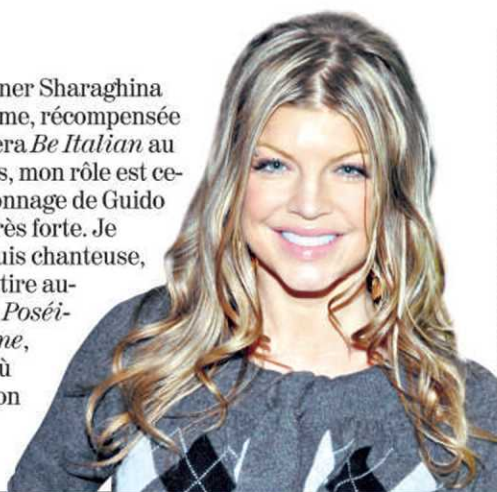 ner Sharaghina
me, récompensée
era Be Italian au
s, mon rôle est ce-
onnage de Guido
rès forte. Je
uis chanteuse,
tire au-
Poséi-
ne,
ù
on